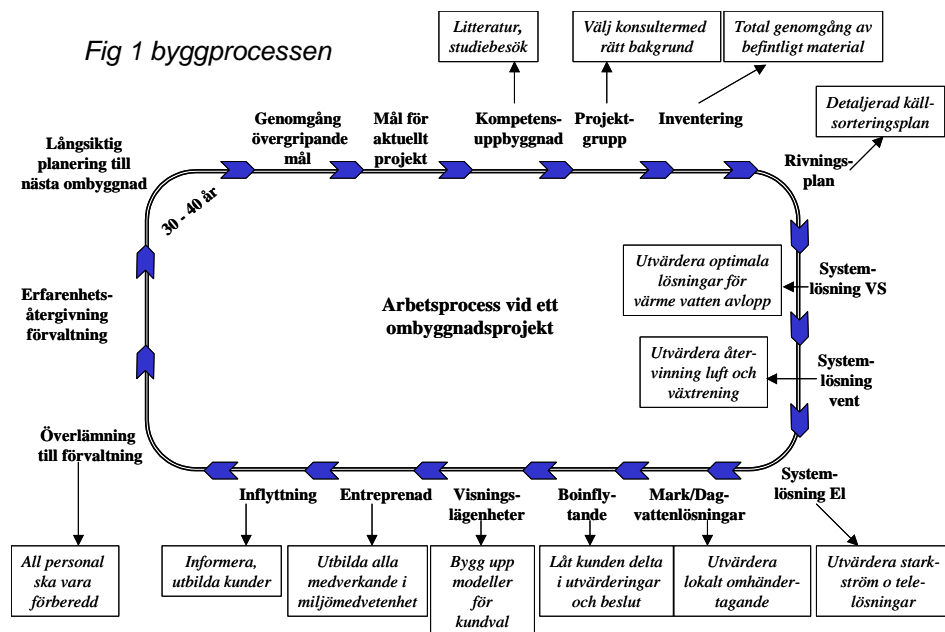 Fig 1 byggprocessen
Litteratur,
studiebesök
Välj konsultermed
rätt bakgrund
Total genomgång av
befintligt material
Detaljerad käll-
sorteringsplan
Långsiktig
planering till
nästa ombyggnad
Genomgång
övergripande
mål
Mål för
aktuellt
projekt
Kompetens-
uppbyggnad
Projekt-
grupp
Inventering
Rivnings-
plan
30 - 40 år
Utvärdera optimala
lösningar för
värme vatten avlopp
System-
lösning VS
Erfarenhets-
återgivning
förvaltning
Arbetsprocess vid ett
ombyggnadsprojekt
Utvärdera åter-
vinning luft och
växtrening
System-
lösning
vent
Överlämning
till förvaltning
Inflyttning
Entreprenad
Visnings-
lägenheter
Boinfly-
tande
Mark/Dag-
vattenlösningar
System-
lösning El
All personal
ska vara
förberedd
Informera,
utbilda kunder
Utbilda alla
medverkande i
miljömedvetenhet
Bygg upp
modeller
för
kundval
Låt kunden delta
i utvärderingar
och beslut
Utvärdera
lokalt omhänder-
tagande
Utvärdera stark-
ström o tele-
lösningar